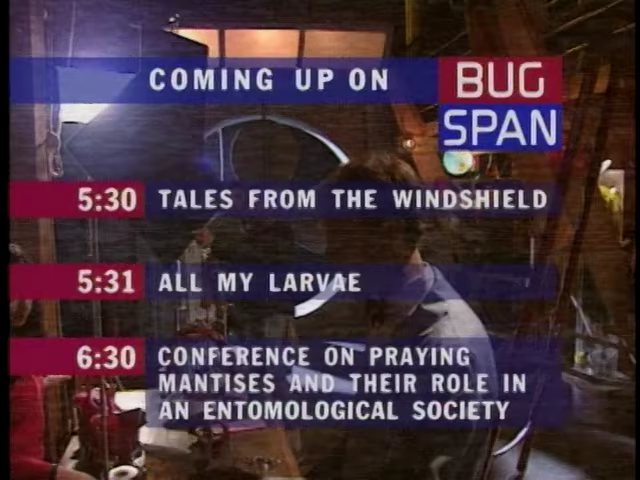 COMING UP ON
BUG
SPAN
5:30 TALES FROM THE WINDSHIELD
5:31 ALL MY LARVAE
6:30 CONFERENCE ON PRAYING
MANTISES AND THEIR ROLE IN
AN ENTOMOLOGICAL SOCIETY